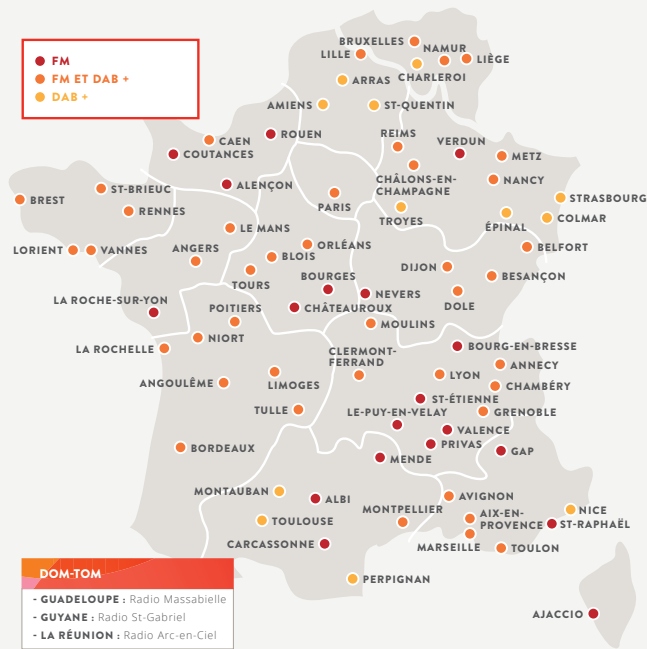 FM
FM ET DAB +
DAB +
BRUXELLES
NAMUR
LILLE
LIÈGE
CHARLEROI
ARRAS
AMIENS
ST-QUENTIN
ROUEN
REIMS
VERDUN
CAEN
COUTANCES
METZ
CHÂLONS-EN-
CHAMPAGNE
NANCY
ALENÇON
ST-BRIEUC
BREST
RENNES
PARIS
TROYES
STRASBOURG
ÉPINAL
COLMAR
LE MANS
ORLÉANS
LORIENT
VANNES
ANGERS
BLOIS
BELFORT
DIJON
TOURS
BOURGES
BESANÇON
NEVERS
DOLE
LA ROCHE-SUR-YON
CHÂTEAUROUX
POITIERS
MOULINS
NIORT
LA ROCHELLE
BOURG-EN-BRESSE
CLERMONT-
FERRAND
ANNECY
LYON
ANGOULÊME
LIMOGES
CHAMBÉRY
ST-ÉTIENNE
TULLE
LE-PUY-EN-VELAY
GRENOBLE
VALENCE
PRIVAS
BORDEAUX
GAP
MENDE
MONTAUBAN
ALBI
AVIGNON
MONTPELLIER
AIX-EN-
PROVENCE
NICE
TOULOUSE
ST-RAPHAËL
CARCASSONNE
MARSEILLE
TOULON
PERPIGNAN
AJACCIO
DOM-TOM
- GUADELOUPE : Radio Massabielle
- GUYANE : Radio St-Gabriel
- LA RÉUNION : Radio Arc-en-Ciel